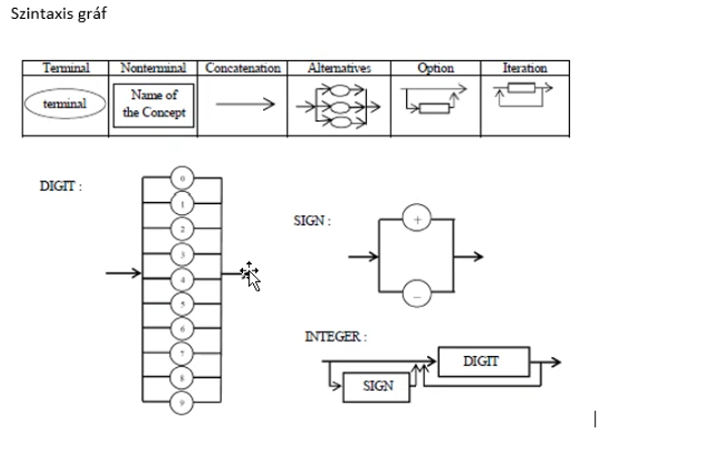 Szintaxis gráf
Terminal Nonterminal Concatenation Alternatives Option Iteration
terminal
Name of
the Concept
DIGIT :
0
1
2
3
4
5
6
7
8
9
SIGN :
+
−
INTEGER :
DIGIT
SIGN